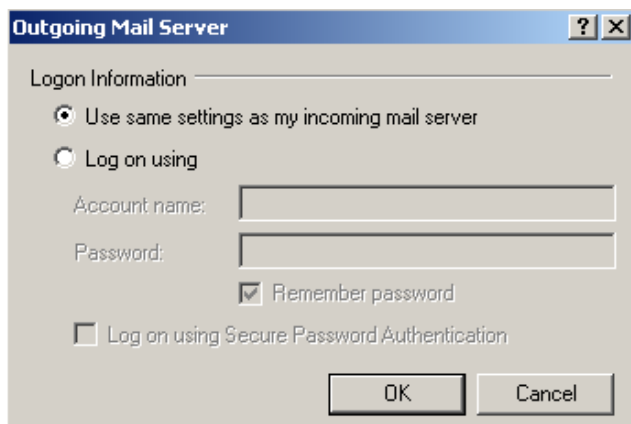 Outgoing Mail Server
Logon Information
Use same settings as my incoming mail server
Log on using
Account name:
Password:
Remember password
Log on using Secure Password Authentication
OK Cancel